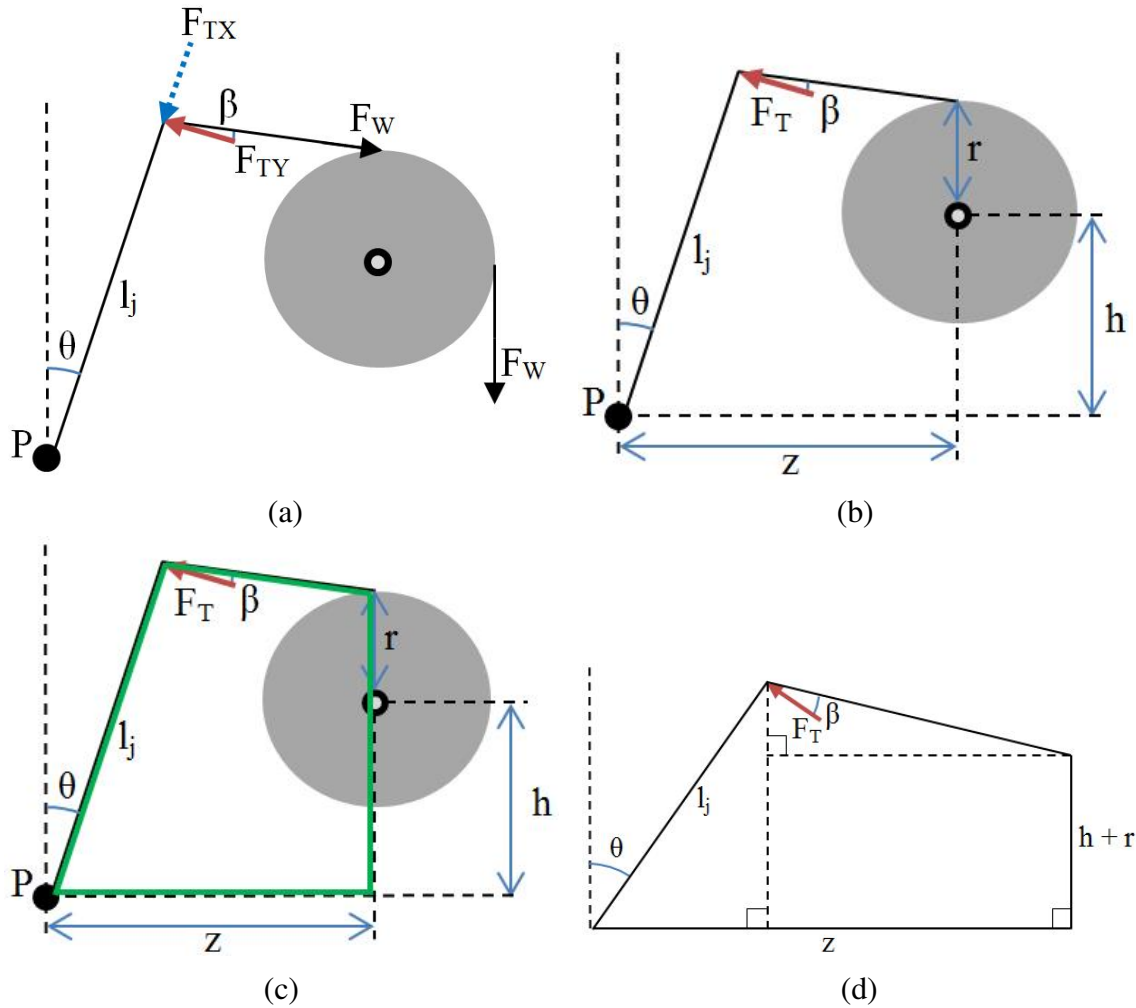 F_TX
β
F_W
F_TY
l_j
θ
F_W
P
(a)
F_T
β
r
l_j
θ
h
P
z
(b)
F_T
β
r
l_j
θ
h
P
z
(c)
F_T
β
l_j
θ
h + r
z
(d)